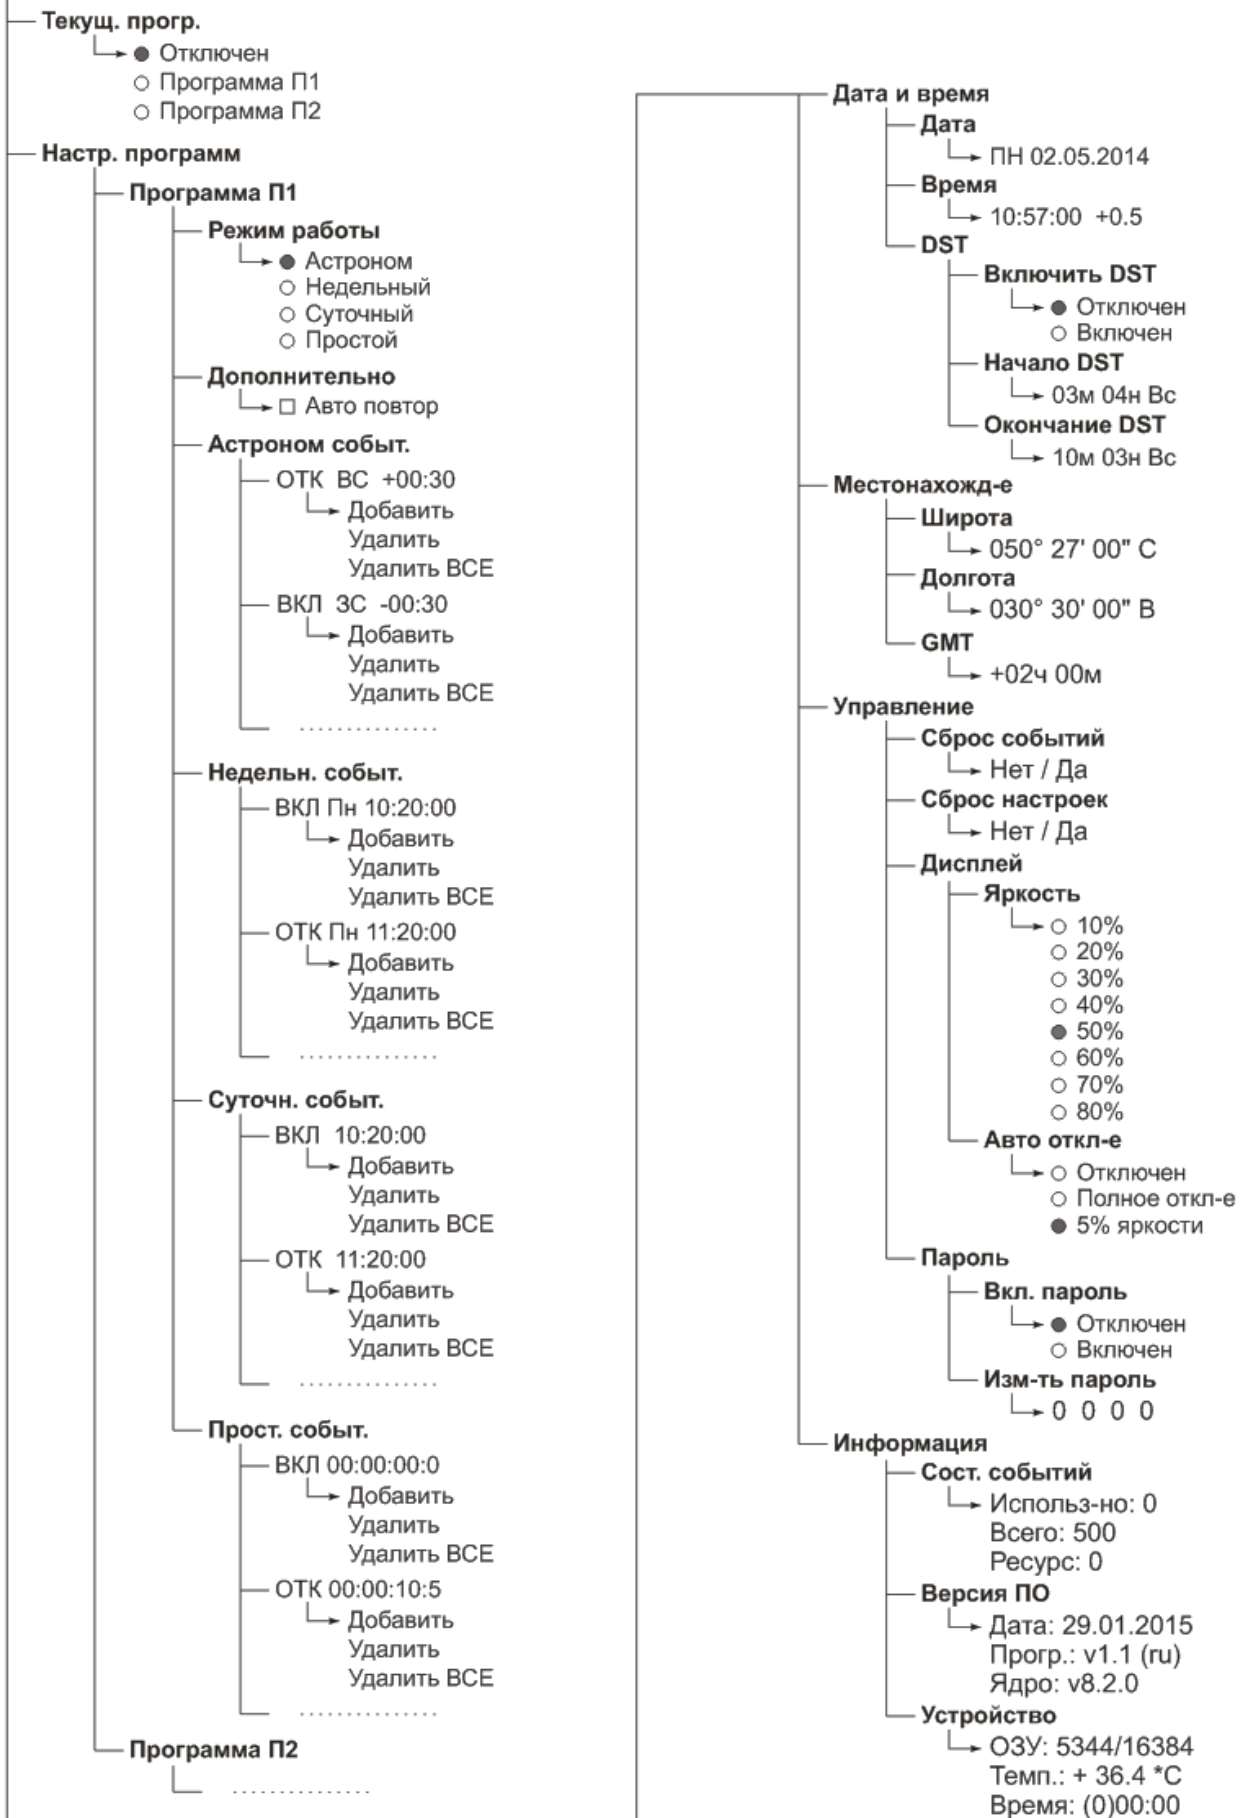 Текущ. прогр.
Отключен
Программа П1
Программа П2
Настр. программ
Программа П1
Режим работы
Астроном
Недельный
Суточный
Простой
Дополнительно
Авто повтор
Астроном событ.
ОТК ВС +00:30
Добавить
Удалить
Удалить ВСЕ
ВКЛ ЗС -00:30
Добавить
Удалить
Удалить ВСЕ
..............
Недельн. событ.
ВКЛ Пн 10:20:00
Добавить
Удалить
Удалить ВСЕ
ОТК Пн 11:20:00
Добавить
Удалить
Удалить ВСЕ
..............
Суточн. событ.
ВКЛ 10:20:00
Добавить
Удалить
Удалить ВСЕ
ОТК 11:20:00
Добавить
Удалить
Удалить ВСЕ
..............
Прост. событ.
ВКЛ 00:00:00:0
Добавить
Удалить
Удалить ВСЕ
ОТК 00:00:10:5
Добавить
Удалить
Удалить ВСЕ
..............
Программа П2
..............
Дата и время
Дата
ПН 02.05.2014
Время
10:57:00 +0.5
DST
Включить DST
Отключен
Включен
Начало DST
03м 04н Вс
Окончание DST
10м 03н Вс
Местонахожд-е
Широта
050° 27' 00" С
Долгота
030° 30' 00" В
GMT
+02ч 00м
Управление
Сброс событий
Нет / Да
Сброс настроек
Нет / Да
Дисплей
Яркость
10%
20%
30%
40%
50%
60%
70%
80%
Авто откл-е
Отключен
Полное откл-е
5% яркости
Пароль
Вкл. пароль
Отключен
Включен
Изм-ть пароль
0 0 0 0
Информация
Сост. событий
Использ-но: 0
Всего: 500
Ресурс: 0
Версия ПО
Дата: 29.01.2015
Прогр.: v1.1 (ru)
Ядро: v8.2.0
Устройство
ОЗУ: 5344/16384
Темп.: + 36.4 *C
Время: (0)00:00